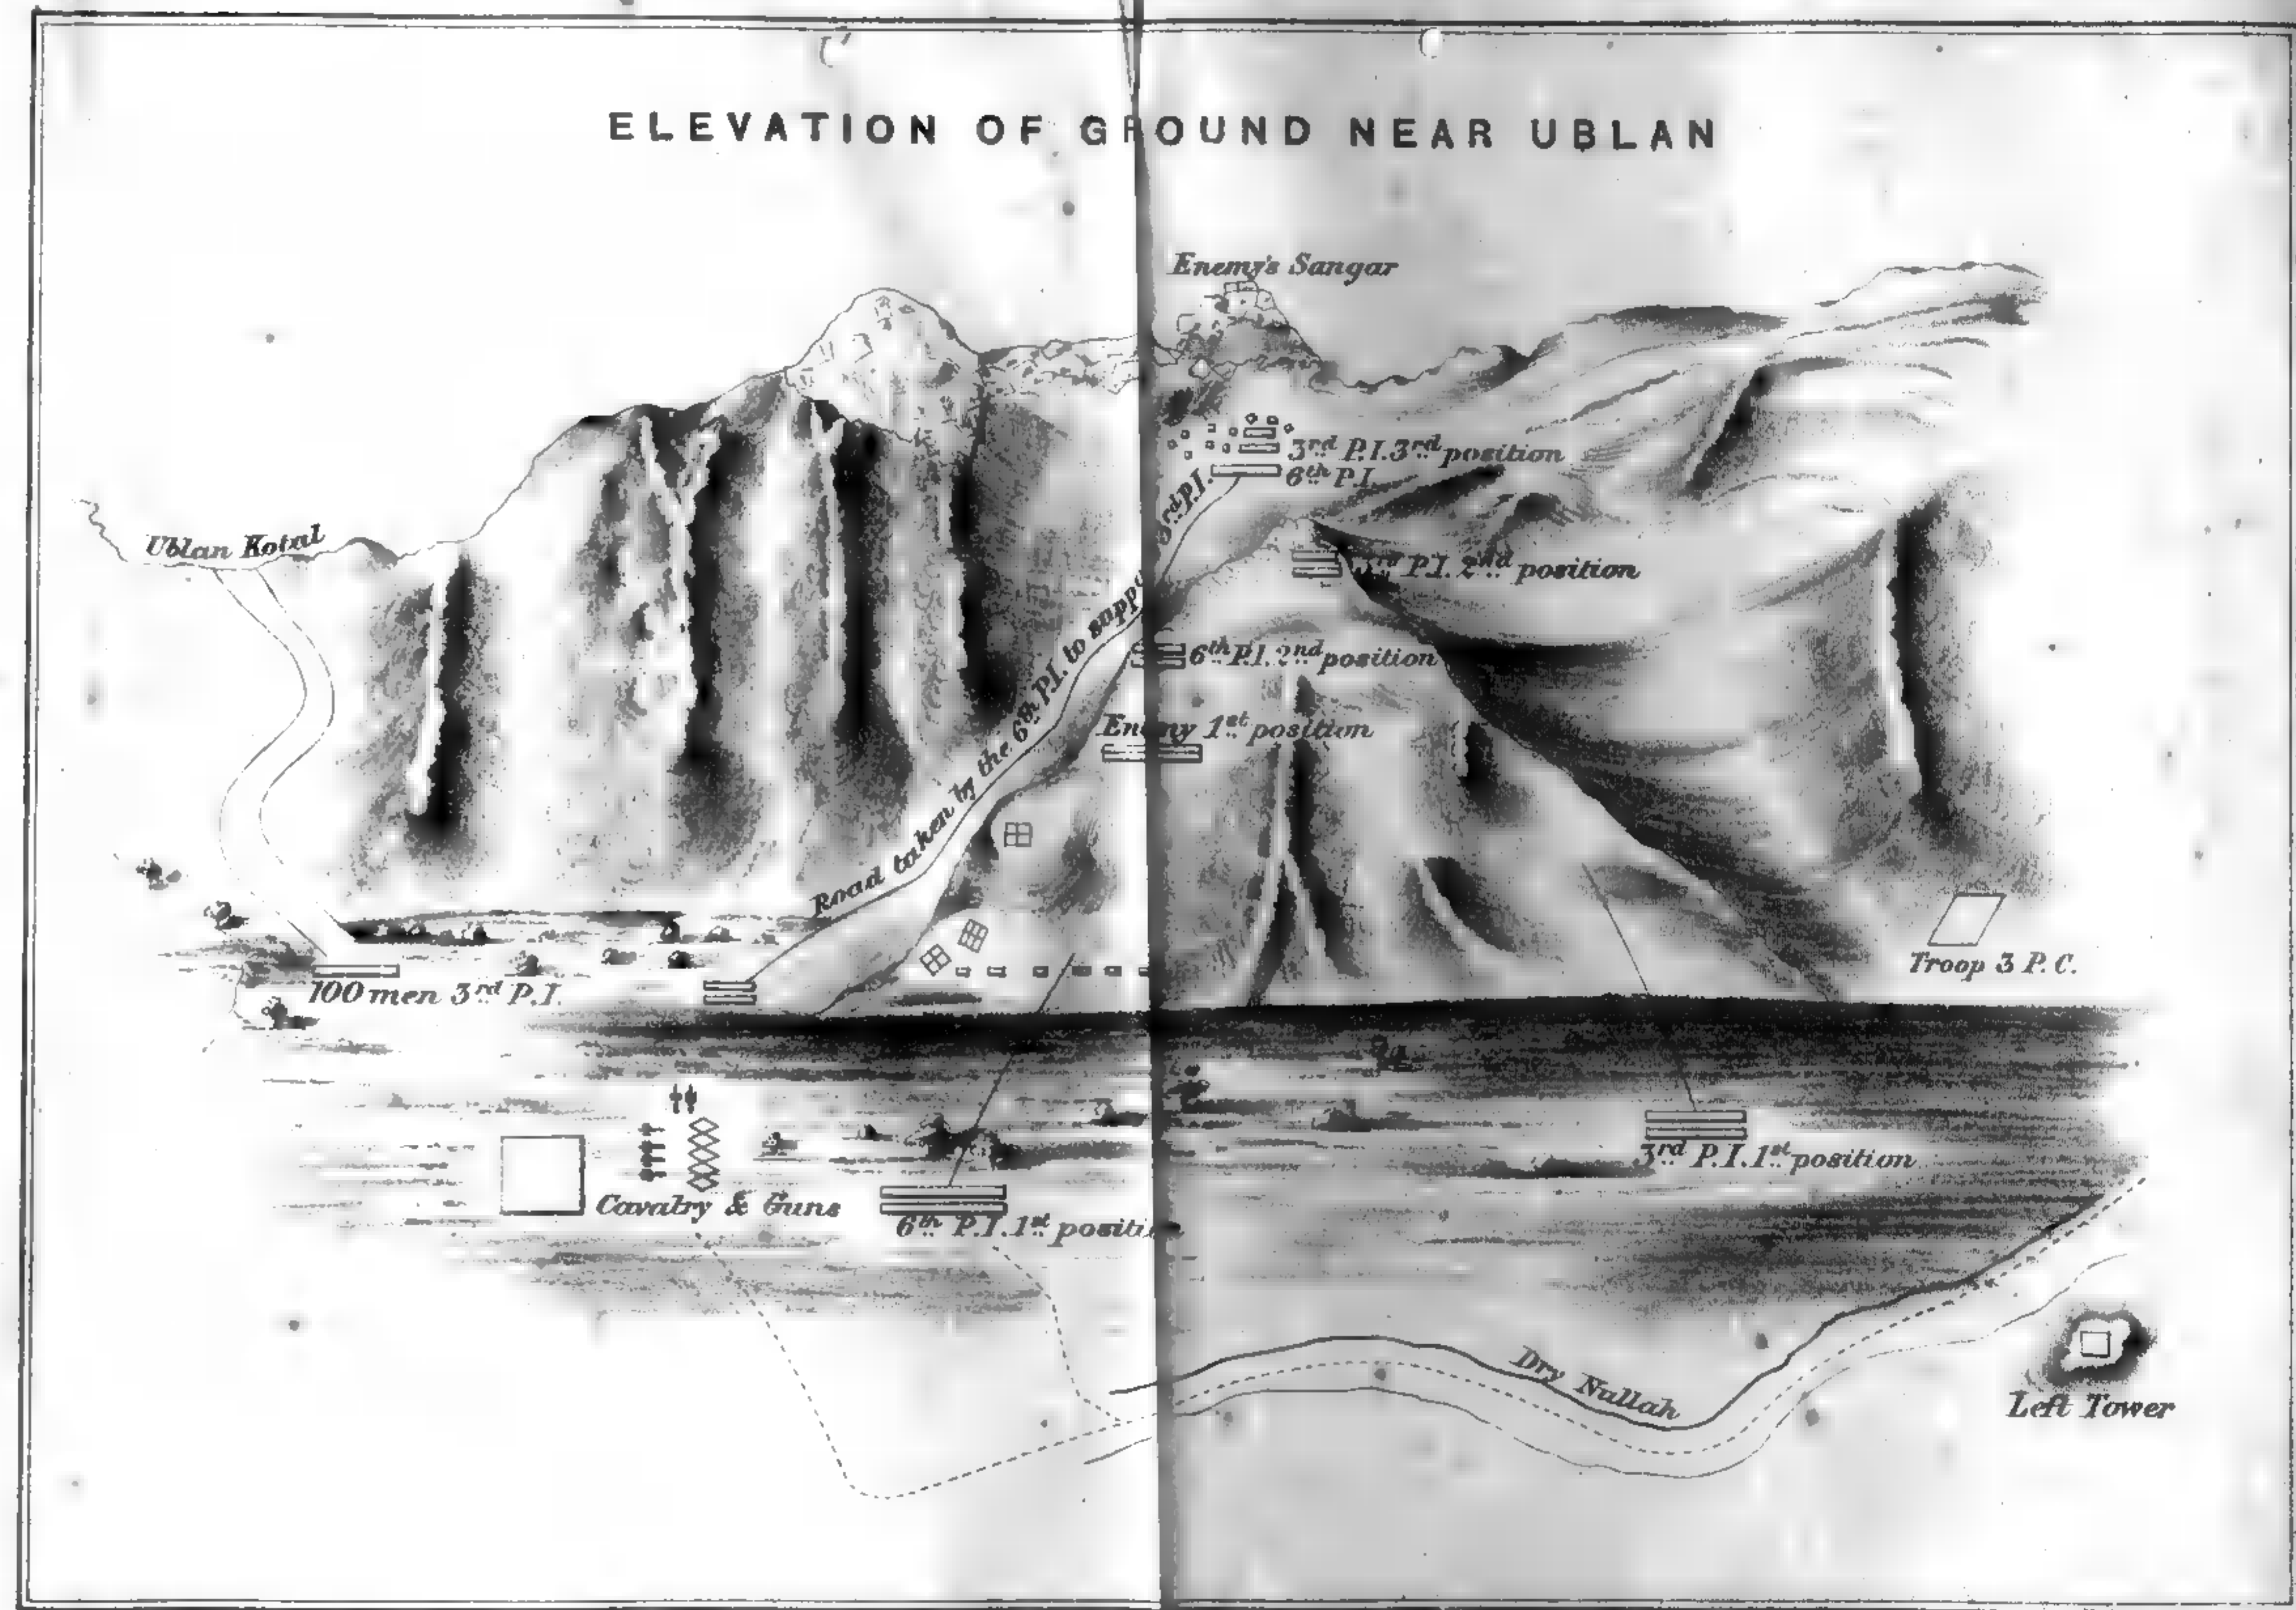 ELEVATION OF GROUND NEAR UBLAN
Enemy's Sangar
3rd P.I. 3rd position
6th P.I.
Ublan Kotal
3rd P.I. 2nd position
6th P.I. 2nd position
Enemy 1st position
Road taken by the 6th P.I. to suppo 3rd P.I.
Troop 3 P.C.
100 men 3rd P.I.
3rd P.I. 1st position
Cavalry & Guns
6th P.I. 1st position
Dry Nullah
Left Tower